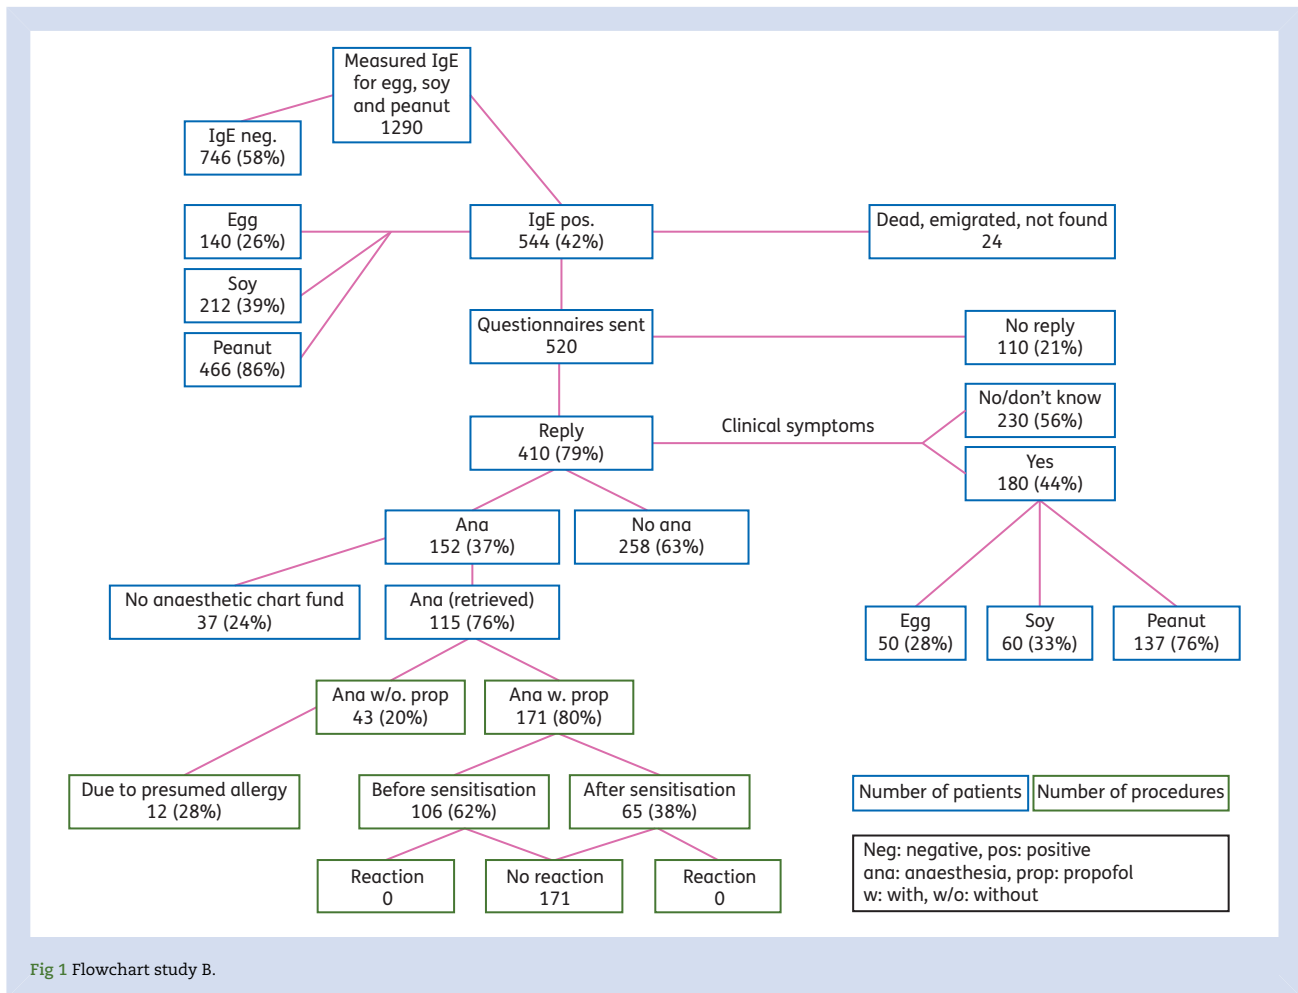 Measured IgE
for egg, soy
and peanut
1290
IgE neg.
746 (58%)
Egg
140 (26%)
IgE pos.
544 (42%)
Dead, emigrated, not found
24
Soy
212 (39%)
Peanut
466 (86%)
Questionnaires sent
520
No reply
110 (21%)
Reply
410 (79%)
Clinical symptoms
No/don’t know
230 (56%)
Yes
180 (44%)
Ana
152 (37%)
No ana
258 (63%)
No anaesthetic chart fund
37 (24%)
Ana (retrieved)
115 (76%)
Egg
50 (28%)
Soy
60 (33%)
Peanut
137 (76%)
Ana w/o. prop
43 (20%)
Ana w. prop
171 (80%)
Due to presumed allergy
12 (28%)
Before sensitisation
106 (62%)
After sensitisation
65 (38%)
Reaction
0
No reaction
171
Reaction
0
Number of patients
Number of procedures
Neg: negative, pos: positive
ana: anaesthesia, prop: propofol
w: with, w/o: without
Fig 1 Flowchart study B.